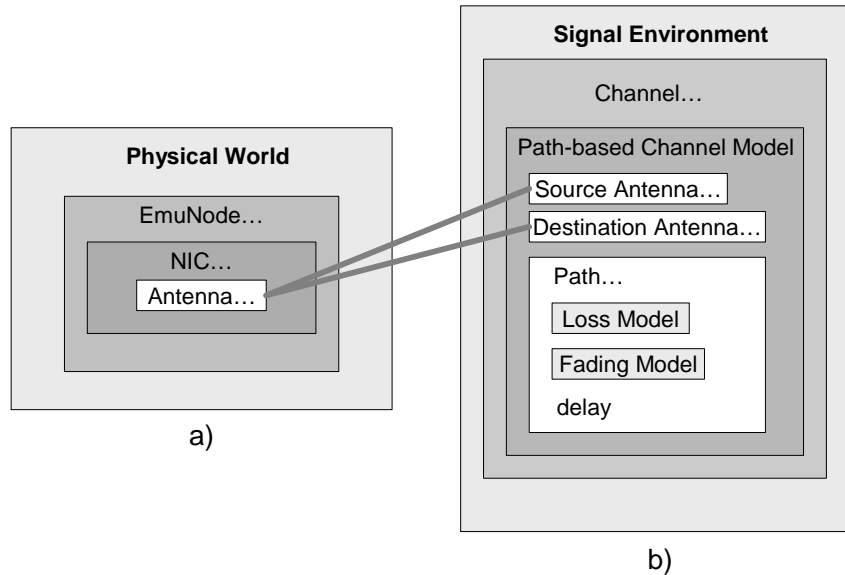 Physical World
EmuNode…
NIC…
Antenna…
a)
Signal Environment
Channel…
Path-based Channel Model
Source Antenna…
Destination Antenna…
Path…
Loss Model
Fading Model
delay
b)